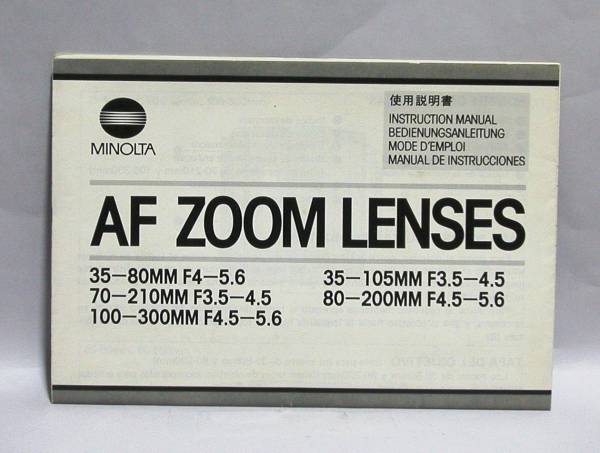 MINOLTA
使用説明書
INSTRUCTION MANUAL
BEDIENUNGSANLEITUNG
MODE D'EMPLOI
MANUAL DE INSTRUCCIONES
AF ZOOM LENSES
35—80MM F4—5.6
35—105MM F3.5—4.5
70—210MM F3.5—4.5
80—200MM F4.5—5.6
100—300MM F4.5—5.6